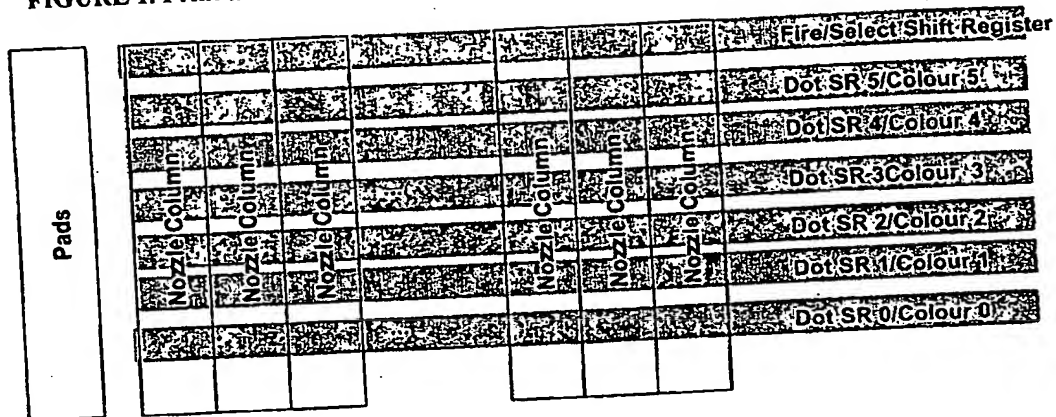 FIGURE 1.
Fire/Select Shift Register
Dot SR 5/Colour 5
Dot SR 4/Colour 4
Dot SR 3Colour 3
Dot SR 2/Colour 2
Dot SR 1/Colour 1
Dot SR 0/Colour 0
Pads
Nozzle Column
Nozzle Column
Nozzle Column
Nozzle Column
Nozzle Column
Nozzle Column